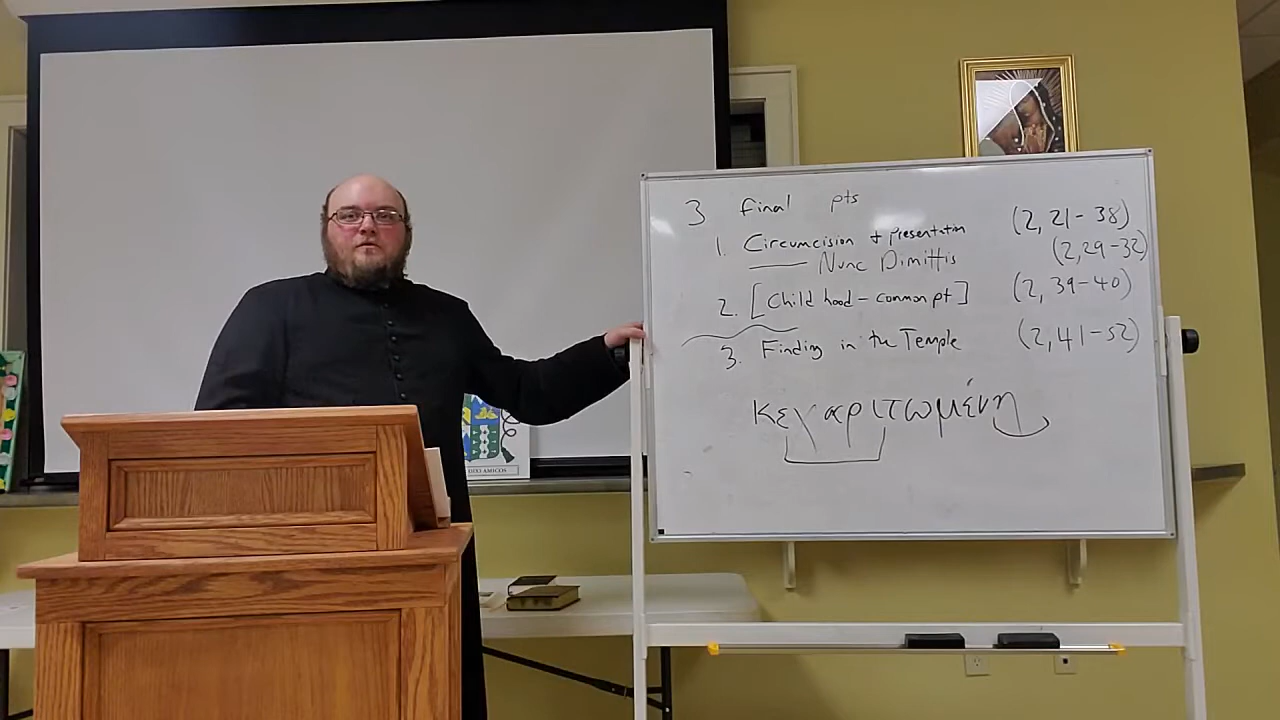 3 final pts
1. Circumcision + presentation (2, 21-38)
Nunc Dimittis (2,29-32)
2. [Child hood - common pt] (2, 39-40)
3. Finding in the Temple (2,41-52)
κεχαριτωμένη
AMICOS